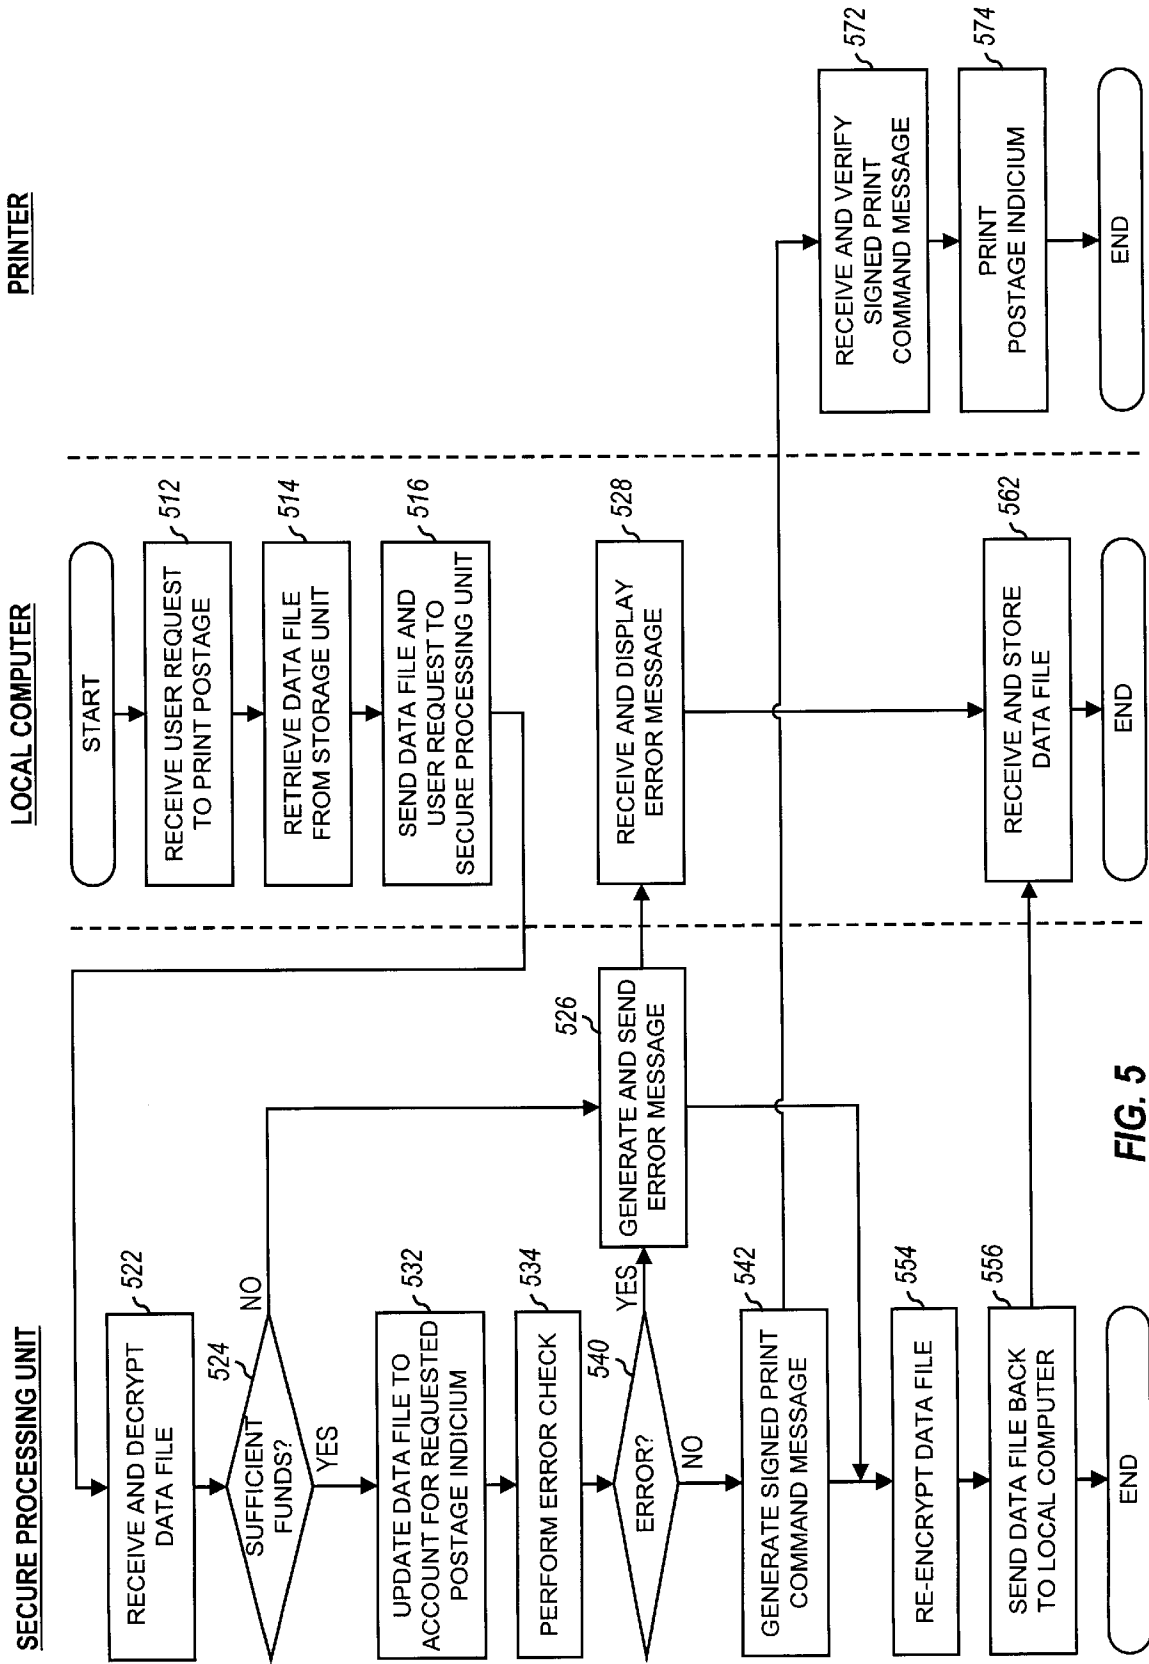 SECURE PROCESSING UNIT
LOCAL COMPUTER
PRINTER
START
512
RECEIVE USER REQUEST
TO PRINT POSTAGE
514
RETRIEVE DATA FILE
FROM STORAGE UNIT
516
SEND DATA FILE AND
USER REQUEST TO
SECURE PROCESSING UNIT
522
RECEIVE AND DECRYPT
DATA FILE
524
SUFFICIENT
FUNDS?
NO
YES
532
UPDATE DATA FILE TO
ACCOUNT FOR REQUESTED
POSTAGE INDICIUM
534
PERFORM ERROR CHECK
540
ERROR?
YES
NO
526
GENERATE AND SEND
ERROR MESSAGE
528
RECEIVE AND DISPLAY
ERROR MESSAGE
542
GENERATE SIGNED PRINT
COMMAND MESSAGE
572
RECEIVE AND VERIFY
SIGNED PRINT
COMMAND MESSAGE
574
PRINT
POSTAGE INDICIUM
END
554
RE-ENCRYPT DATA FILE
556
SEND DATA FILE BACK
TO LOCAL COMPUTER
562
RECEIVE AND STORE
DATA FILE
END
END
FIG. 5